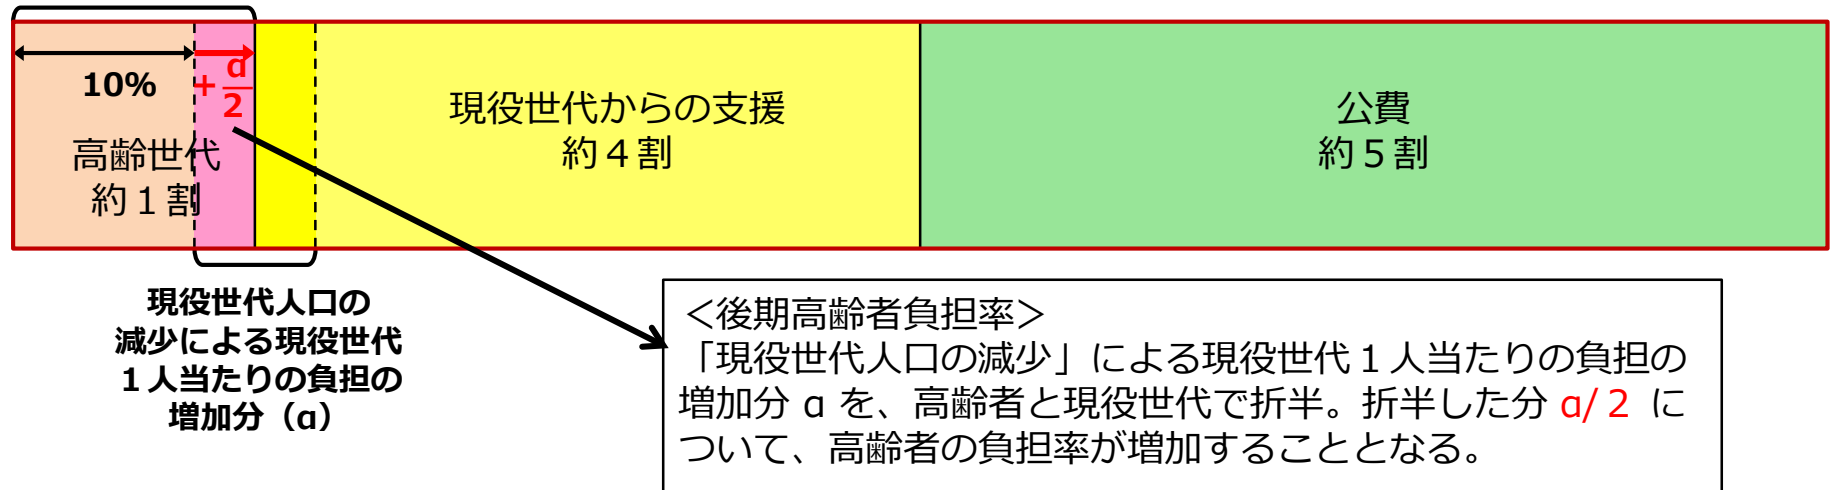 10%
+ α/2
高齢世代
約１割
現役世代からの支援
約４割
公費
約５割
現役世代人口の
減少による現役世代
１人当たりの負担の
増加分（α）
＜後期高齢者負担率＞
「現役世代人口の減少」による現役世代１人当たりの負担の
増加分 α を、高齢者と現役世代で折半。折半した分 α/２ に
ついて、高齢者の負担率が増加することとなる。